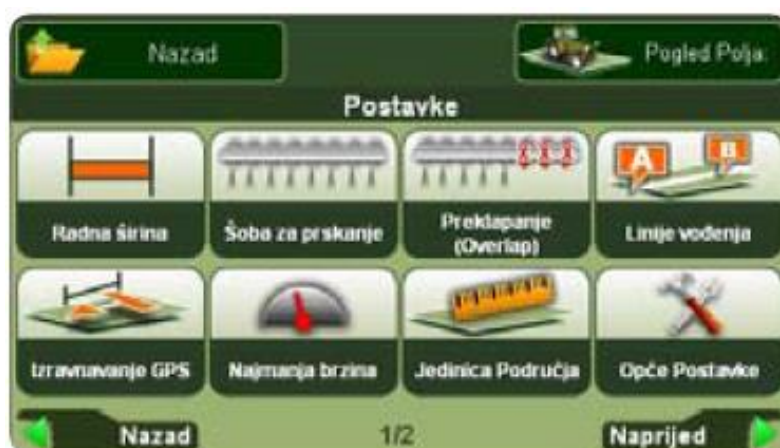 Nazad
Pogled Polja
Postavke
Radna širina
Šoba za prskanje
Preklapanje
(Overlap)
A
B
Linije vođenja
Izravnavanje GPS
Najmanja brzina
Jedinica Područja
Opće Postavke
Nazad
1/2
Naprijed